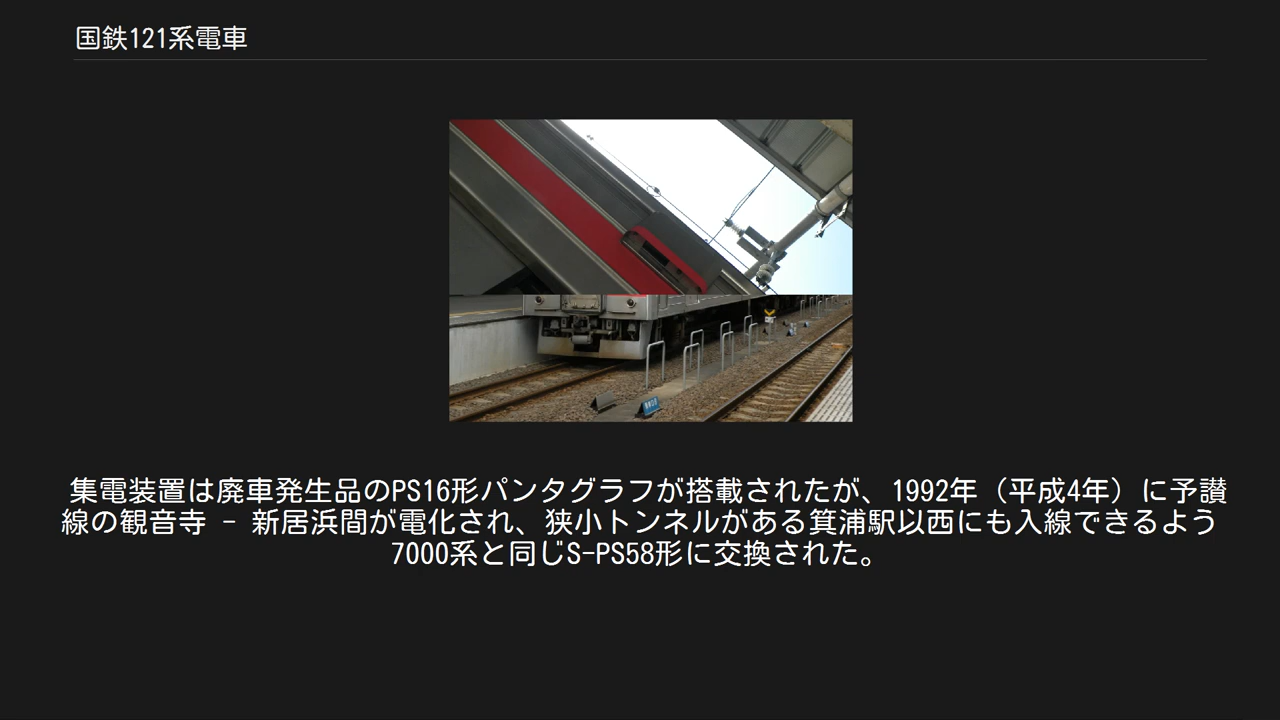 国鉄121系電車
集電装置は廃車発生品のPS16形パンタグラフが搭載されたが、1992年（平成4年）に予讃
線の観音寺 - 新居浜間が電化され、狭小トンネルがある箕浦駅以西にも入線できるよう
7000系と同じS-PS58形に交換された。